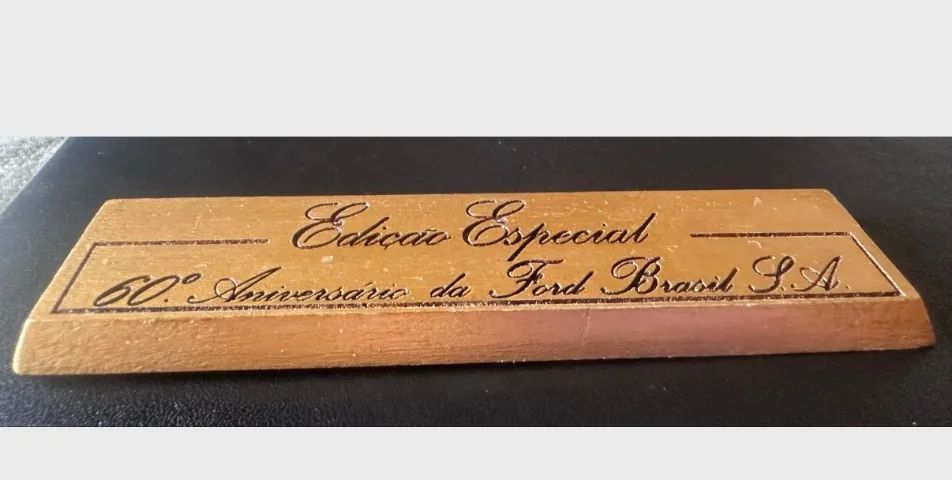 Edição Especial
60.º Aniversário da Ford Brasil S.A.